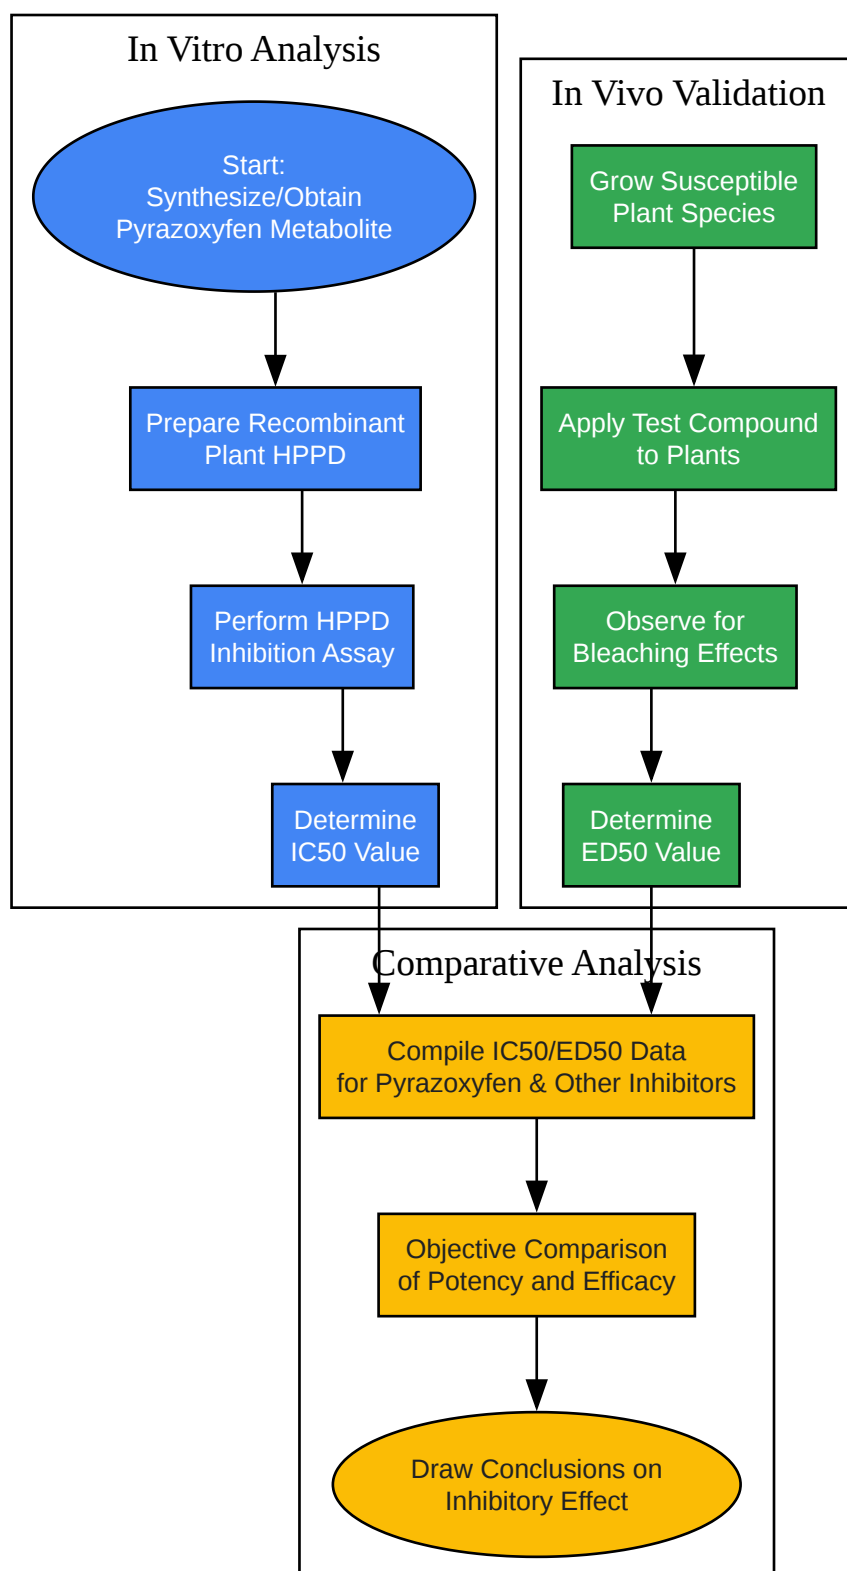 In Vitro Analysis
Start:
Synthesize/Obtain
Pyrazoxyfen Metabolite
Prepare Recombinant
Plant HPPD
Perform HPPD
Inhibition Assay
Determine
IC50 Value
In Vivo Validation
Grow Susceptible
Plant Species
Apply Test Compound
to Plants
Observe for
Bleaching Effects
Determine
ED50 Value
Comparative Analysis
Compile IC50/ED50 Data
for Pyrazoxyfen & Other Inhibitors
Objective Comparison
of Potency and Efficacy
Draw Conclusions on
Inhibitory Effect